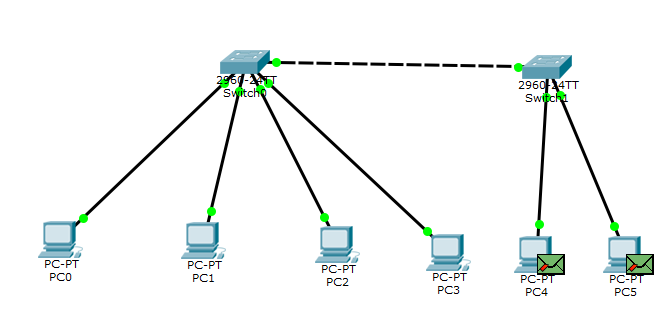 2960-24TT
Switch0
2960-24TT
Switch1
PC-PT
PC0
PC-PT
PC1
PC-PT
PC2
PC-PT
PC3
PC-PT
PC4
PC-PT
PC5